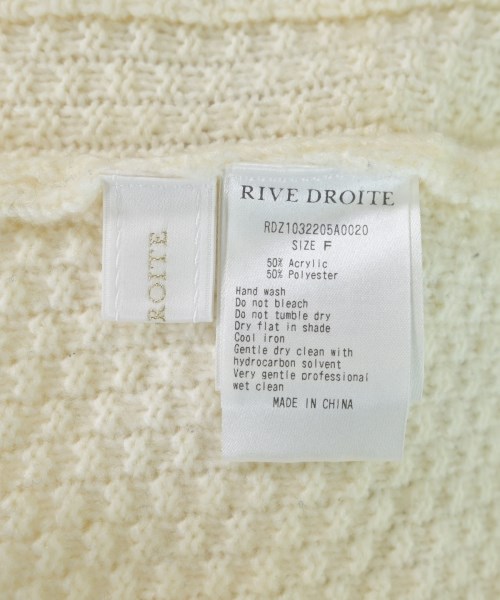 ROITE
RIVE DROITE
RDZ1032205A0020
SIZE F
50% Acrylic
50% Polyester
Hand wash
Do not bleach
Do not tumble dry
Dry flat in shade
Cool iron
Gentle dry clean with
hydrocarbon solvent
Very gentle professional
wet clean
MADE IN CHINA